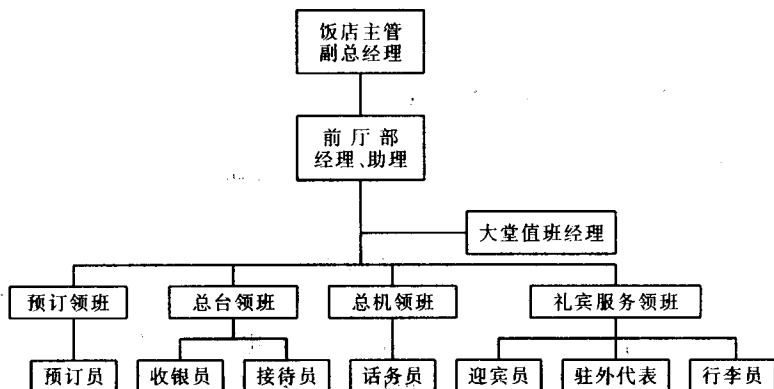 饭店主管
副总经理
前厅部
经理、助理
大堂值班经理
预订领班
总台领班
总机领班
礼宾服务领班
预订员
收银员
接待员
话务员
迎宾员
驻外代表
行李员